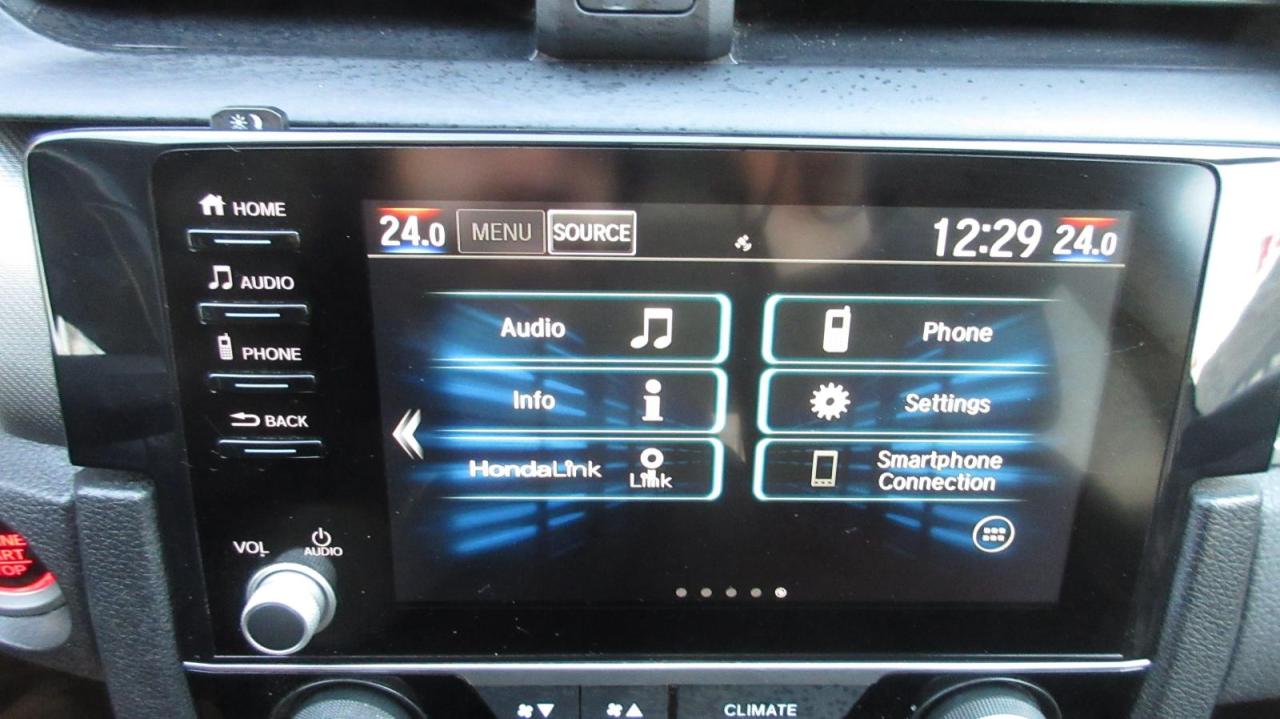 HOME
AUDIO
PHONE
BACK
VOL
AUDIO
24.0 MENU SOURCE 12:29 24.0
Audio
Phone
Info
Settings
HondaLink
Link
Smartphone
Connection
CLIMATE